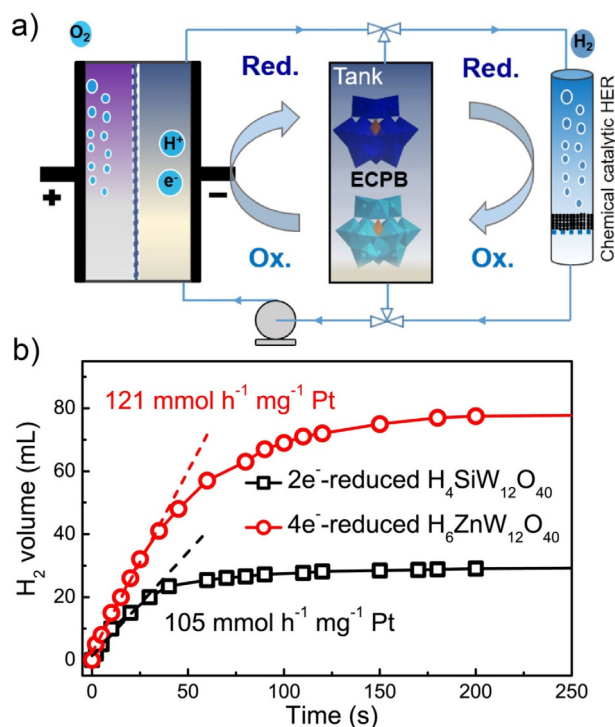 a)
O₂
H₂
Red.
Tank
Red.
H⁺
e⁻
+
−
ECPB
Ox.
Ox.
Chemical catalytic HER
b)
H₂ volume (mL)
80
60
40
20
0
121 mmol h⁻¹ mg⁻¹ Pt
2e⁻-reduced H₄SiW₁₂O₄₀
4e⁻-reduced H₆ZnW₁₂O₄₀
105 mmol h⁻¹ mg⁻¹ Pt
0 50 100 150 200 250
Time (s)